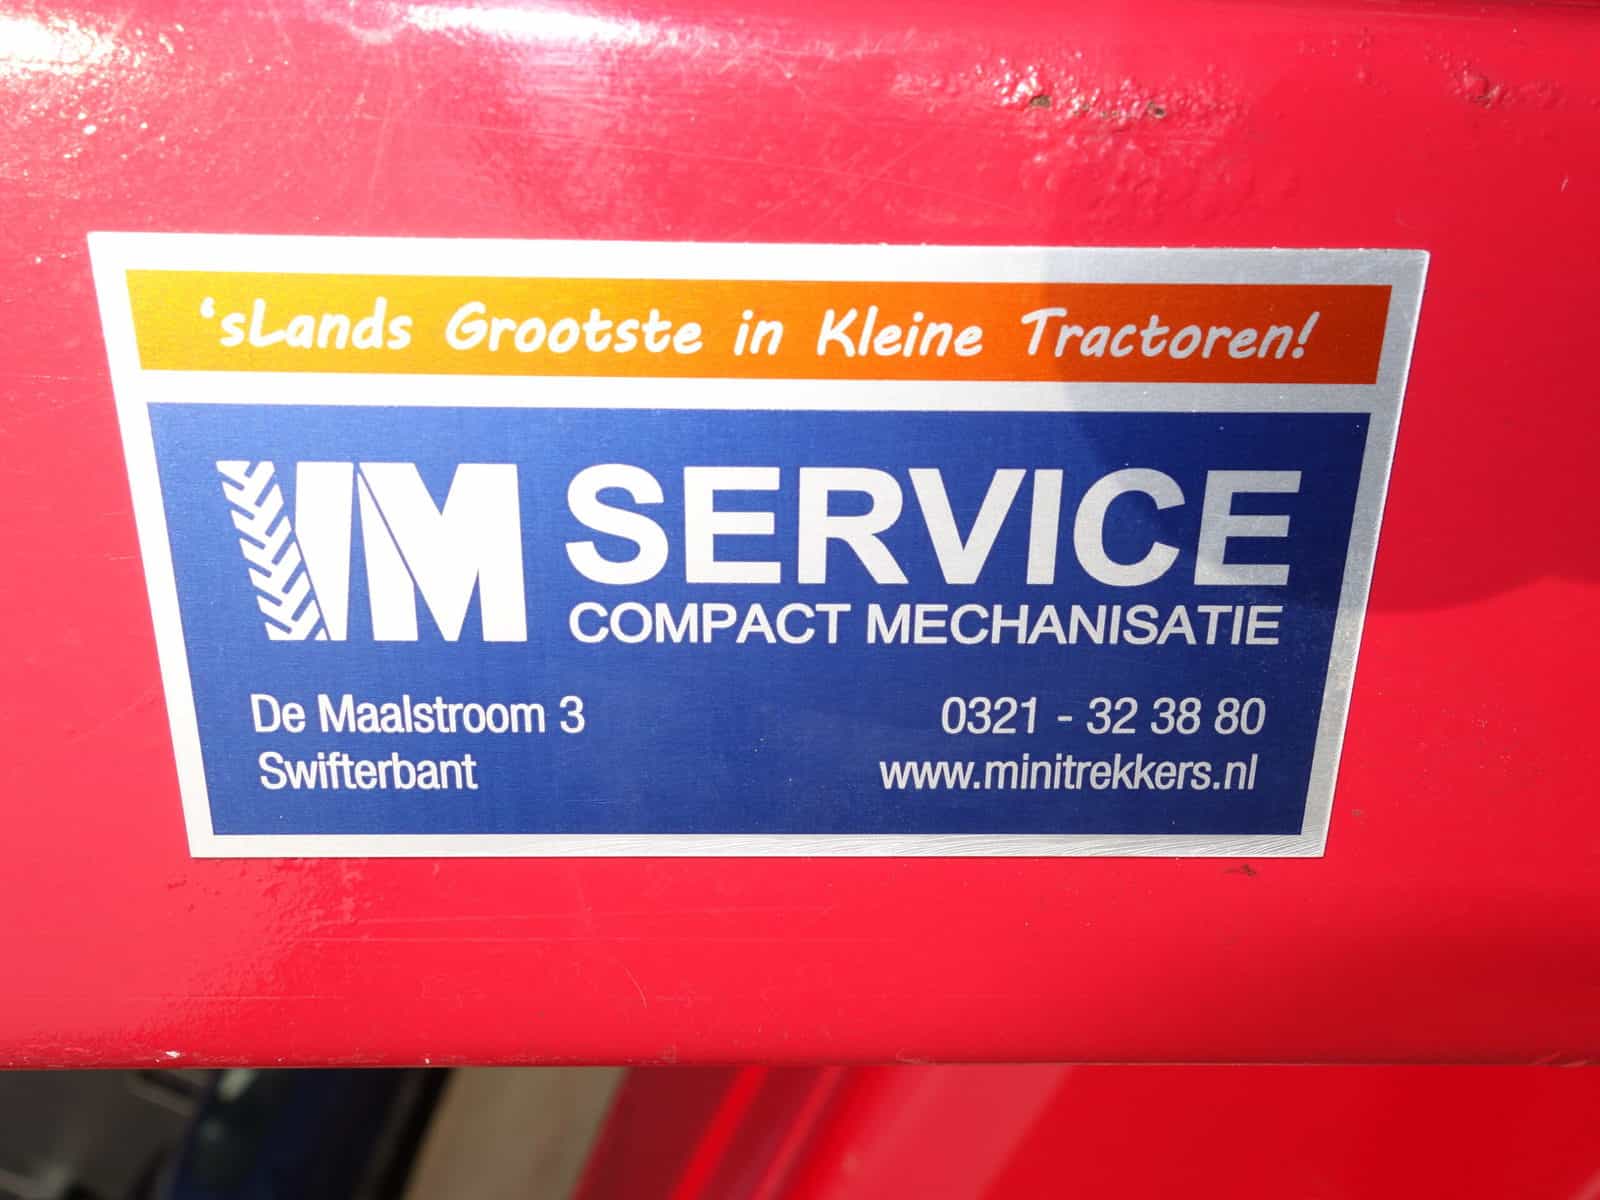 ‘sLands Grootste in Kleine Tractoren!
VM SERVICE
COMPACT MECHANISATIE
De Maalstroom 3
0321 - 32 38 80
Swifterbant
www.minitrekkers.nl